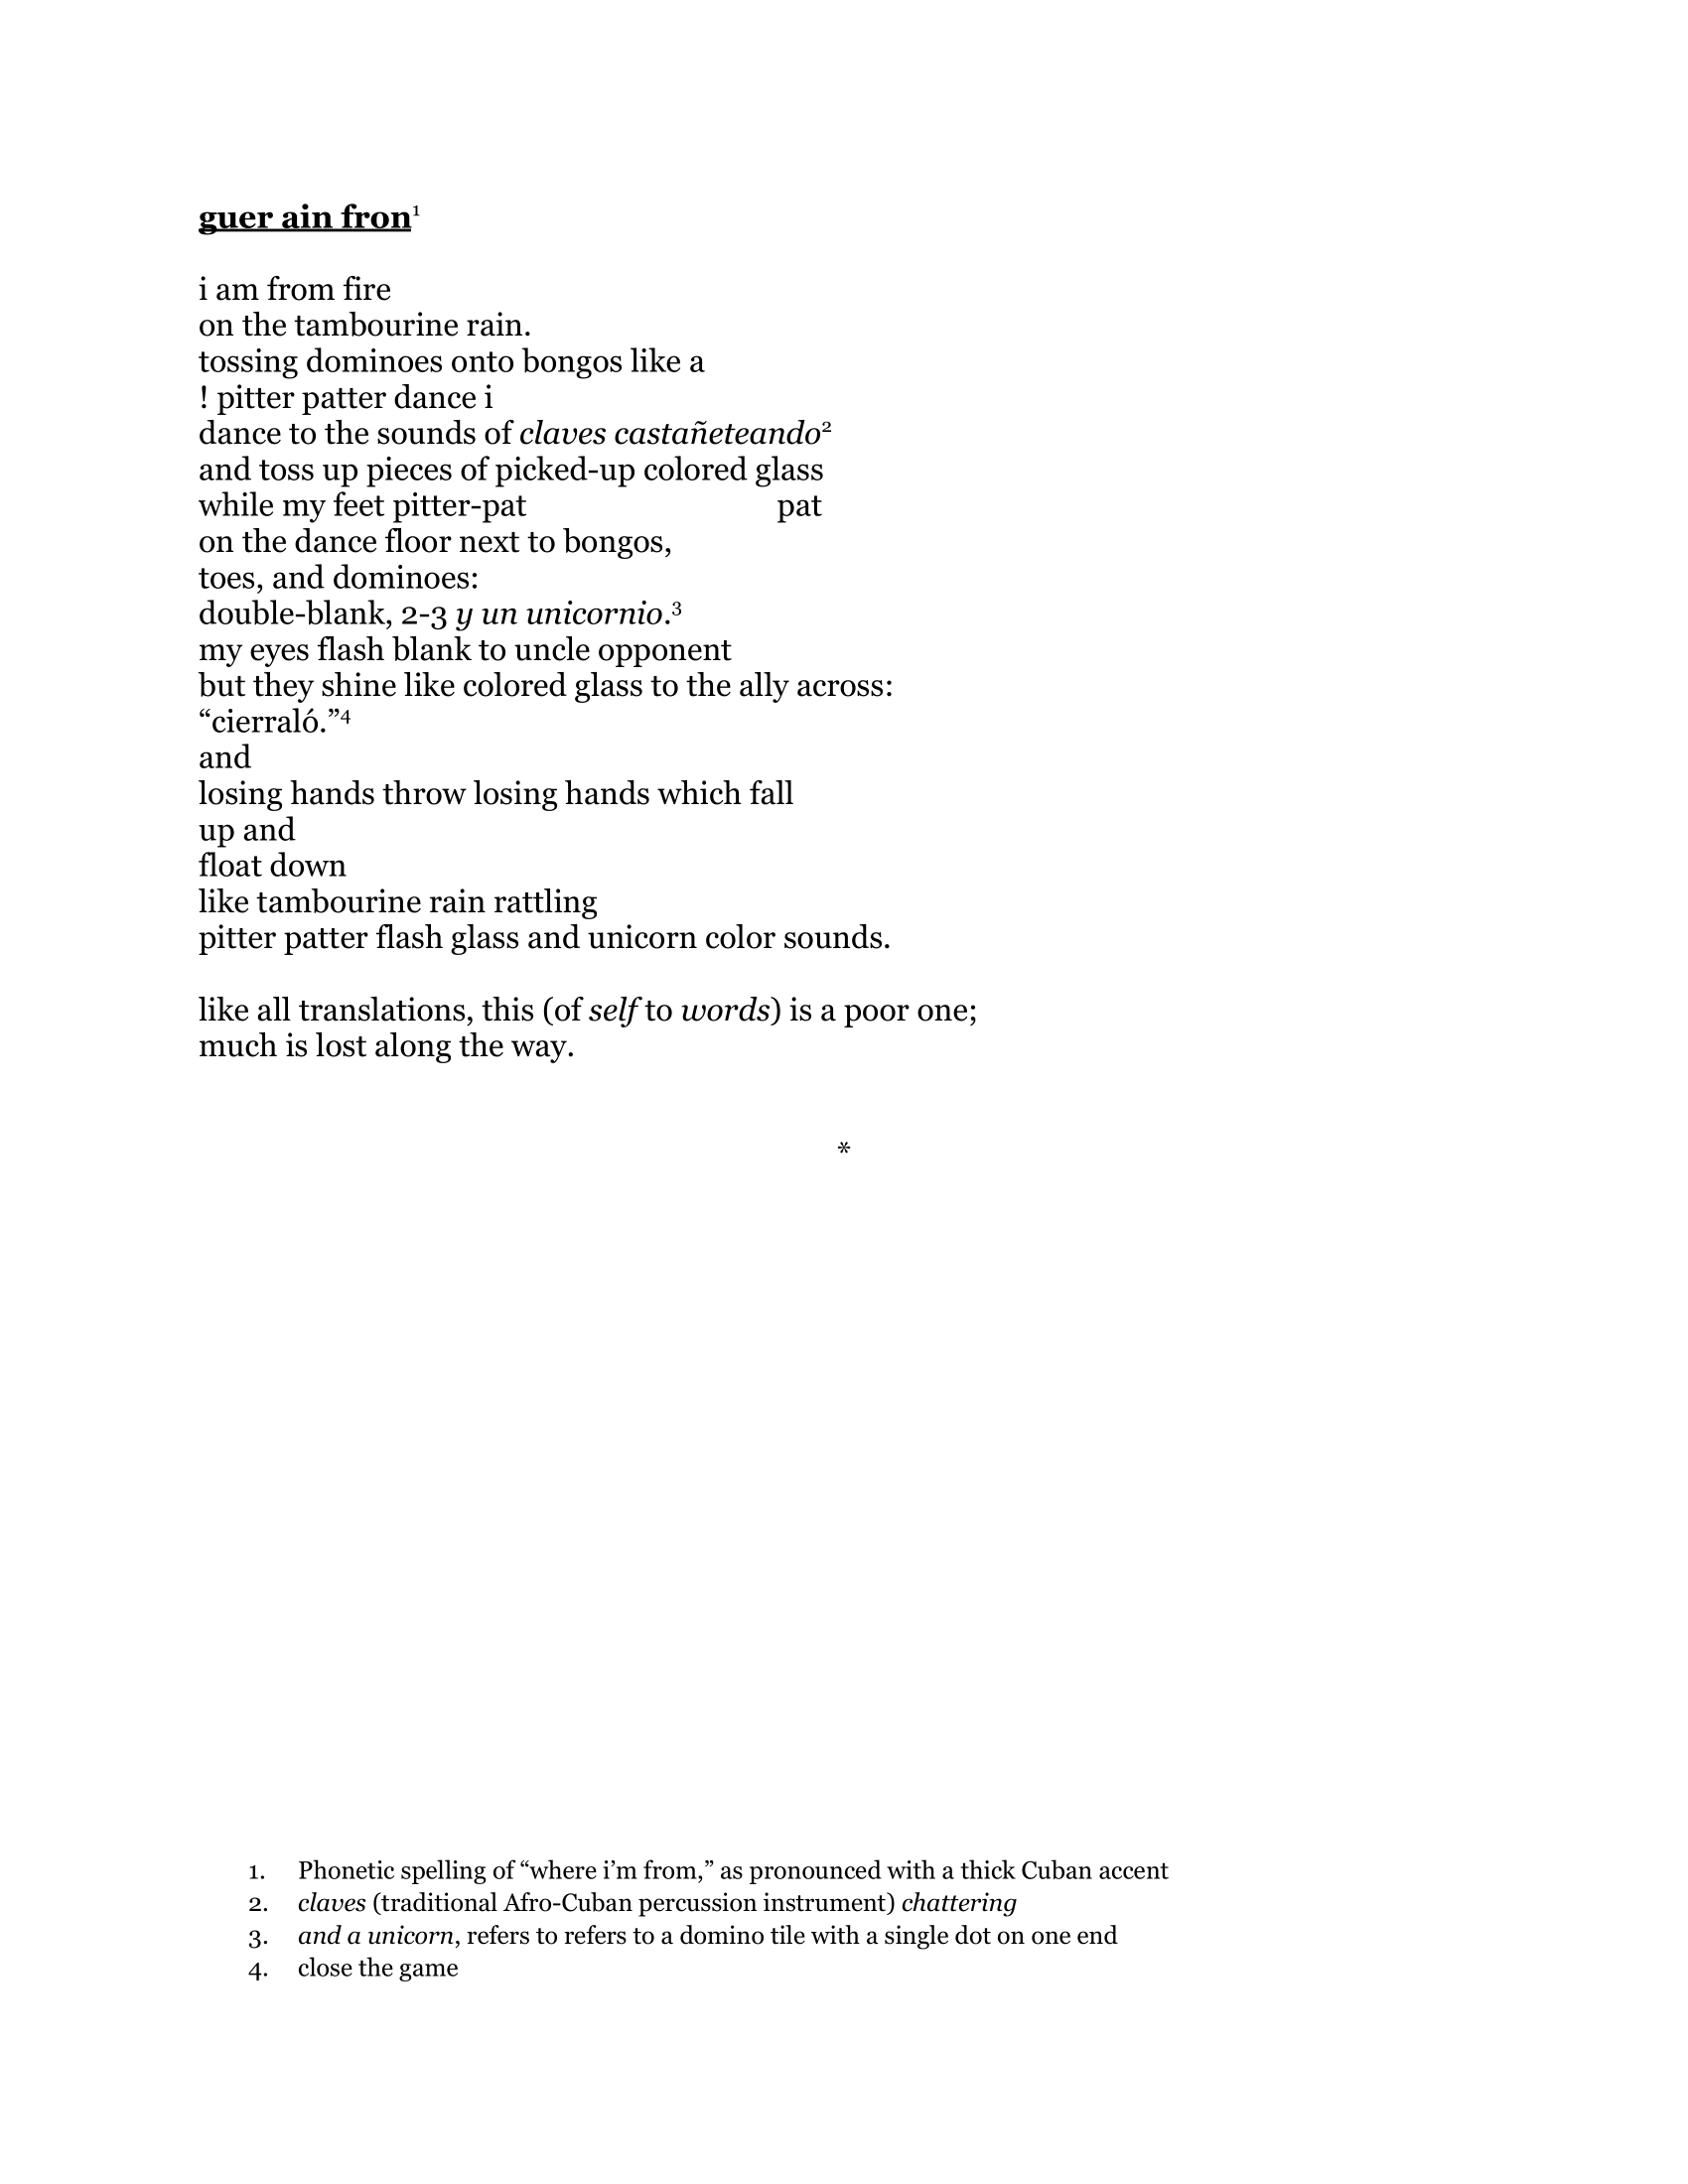 guer ain fron¹
i am from fire
on the tambourine rain.
tossing dominoes onto bongos like a
! pitter patter dance i
dance to the sounds of claves castañeteando²
and toss up pieces of picked-up colored glass
while my feet pitter-pat pat
on the dance floor next to bongos,
toes, and dominoes:
double-blank, 2-3 y un unicornio.³
my eyes flash blank to uncle opponent
but they shine like colored glass to the ally across:
“cierraló.”⁴
and
losing hands throw losing hands which fall
up and
float down
like tambourine rain rattling
pitter patter flash glass and unicorn color sounds.
like all translations, this (of self to words) is a poor one;
much is lost along the way.
*
1. Phonetic spelling of “where i’m from,” as pronounced with a thick Cuban accent
2. claves (traditional Afro-Cuban percussion instrument) chattering
3. and a unicorn, refers to refers to a domino tile with a single dot on one end
4. close the game